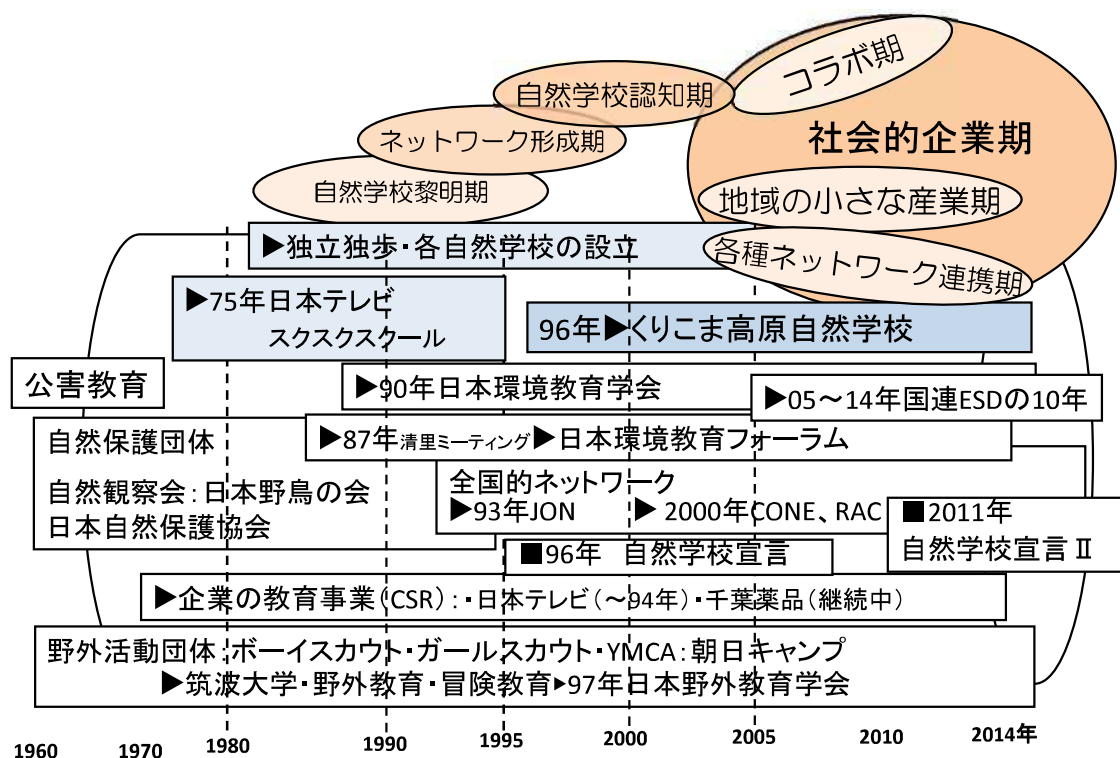 コラボ期
自然学校認知期
社会的企業期
ネットワーク形成期
自然学校黎明期
地域の小さな産業期
▶独立独歩・各自然学校の設立
各種ネットワーク連携期
▶75年日本テレビ
スクスクスクール
96年▶くりこま高原自然学校
公害教育
▶90年日本環境教育学会
▶05～14年国連ESDの10年
自然保護団体
▶87年清里ミーティング▶日本環境教育フォーラム
自然観察会：日本野鳥の会
日本自然保護協会
全国的ネットワーク
▶93年JON ▶ 2000年CONE、RAC
■2011年
自然学校宣言Ⅱ
■96年 自然学校宣言
▶企業の教育事業(CSR)：・日本テレビ(～94年)・千葉薬品(継続中)
野外活動団体：ボーイスカウト・ガールスカウト・YMCA：朝日キャンプ
▶筑波大学・野外教育・冒険教育▶97年日本野外教育学会
1960 1970 1980 1990 1995 2000 2005 2010 2014年